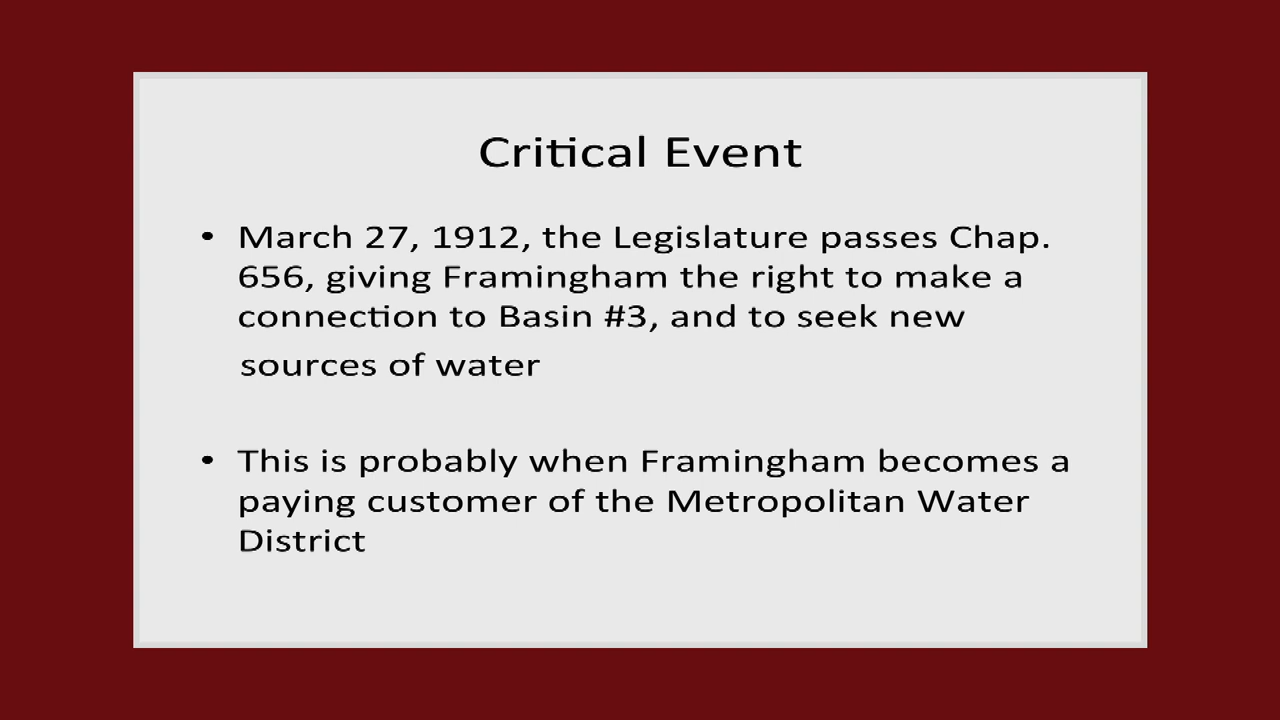 Critical Event
• March 27, 1912, the Legislature passes Chap.
656, giving Framingham the right to make a
connection to Basin #3, and to seek new
sources of water
• This is probably when Framingham becomes a
paying customer of the Metropolitan Water
District